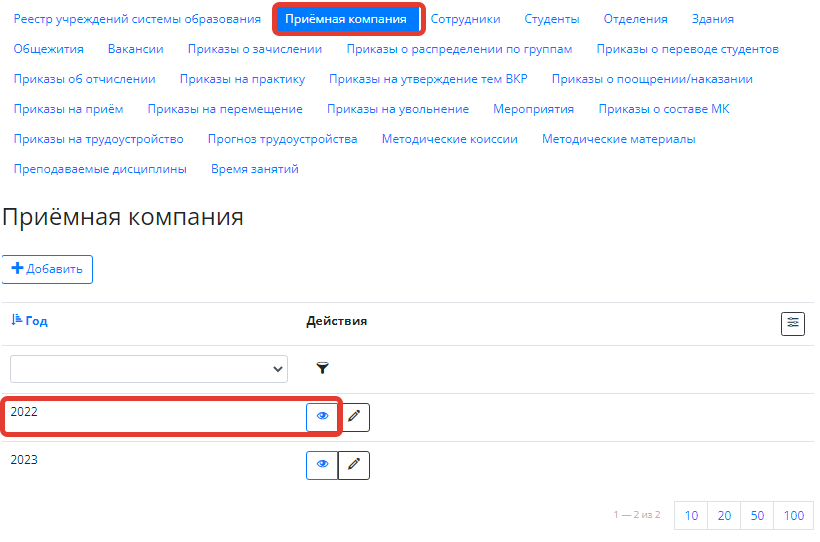 Реестр учреждений системы образования Приёмная компания Сотрудники Студенты Отделения Здания
Общежития Вакансии Приказы о зачислении Приказы о распределении по группам Приказы о переводе студентов
Приказы об отчислении Приказы на практику Приказы на утверждение тем ВКР Приказы о поощрении/наказании
Приказы на приём Приказы на перемещение Приказы на увольнение Мероприятия Приказы о составе МК
Приказы на трудоустройство Прогноз трудоустройства Методические коиссии Методические материалы
Преподаваемые дисциплины Время занятий
Приёмная компания
Добавить
Год Действия
2022
2023
1 — 2 из 2 10 20 50 100